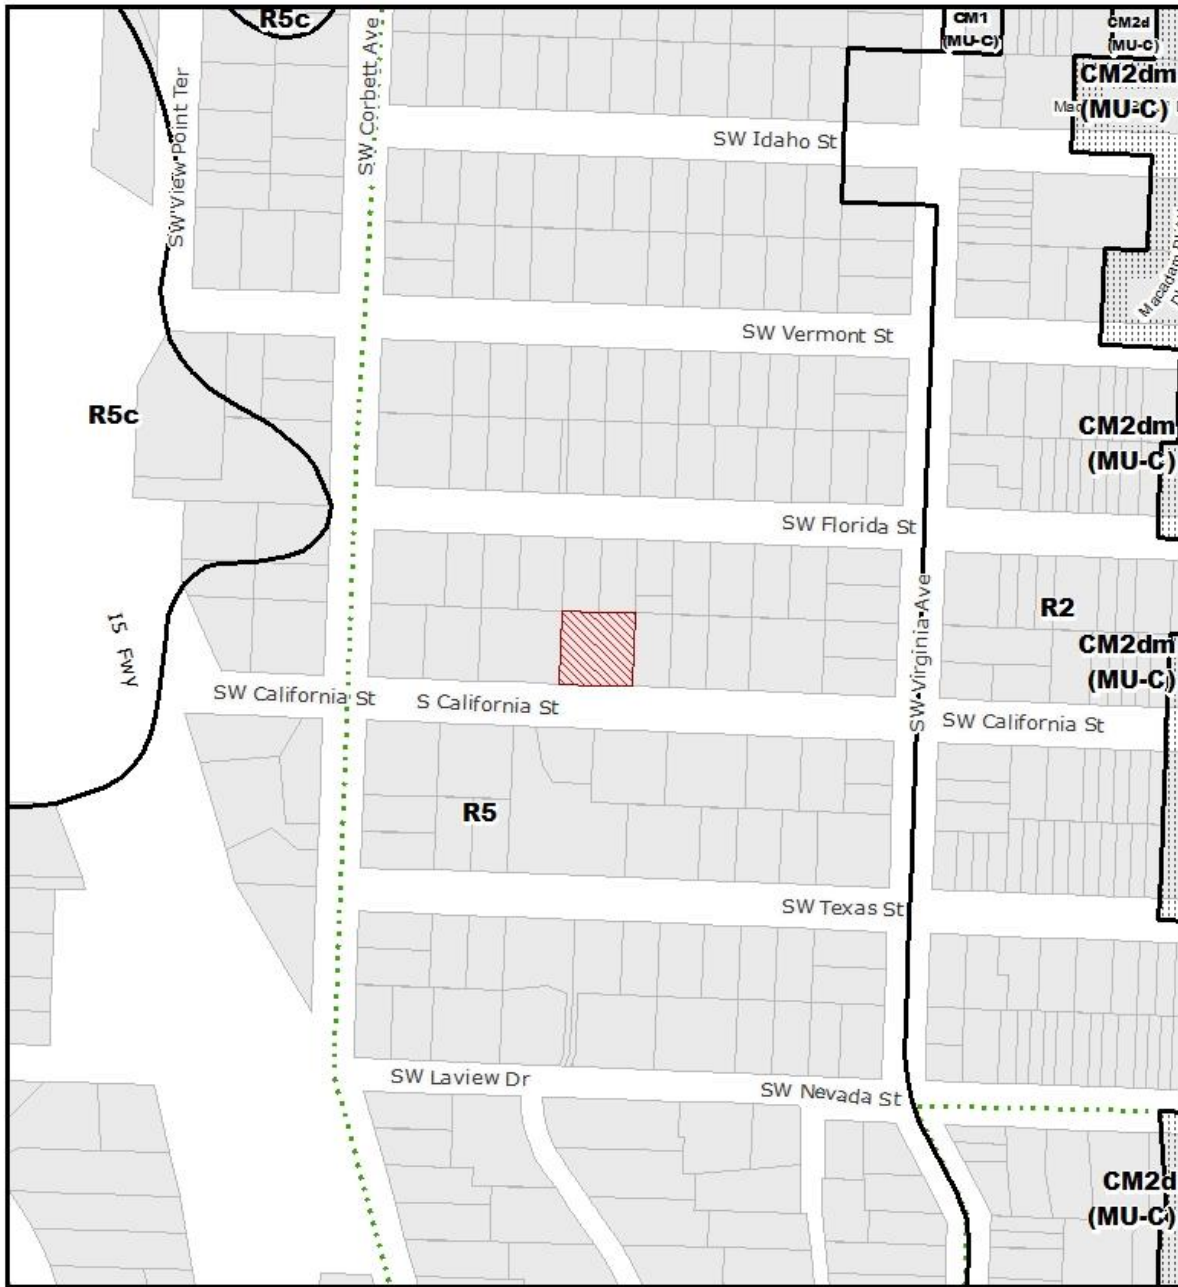 R5c
CM1
(MU-C)
CM2d
(MU-C)
CM2dm
(MU-C)
SW View Point Ter
SW Corbett Ave
SW Idaho St
Macadam
SW Vermont St
R5c
CM2dm
(MU-C)
SW Florida St
I5 FWY
SW Virginia Ave
R2
CM2dm
(MU-C)
SW California St
S California St
SW California St
R5
SW Texas St
SW Laview Dr
SW Nevada St
CM2d
(MU-C)